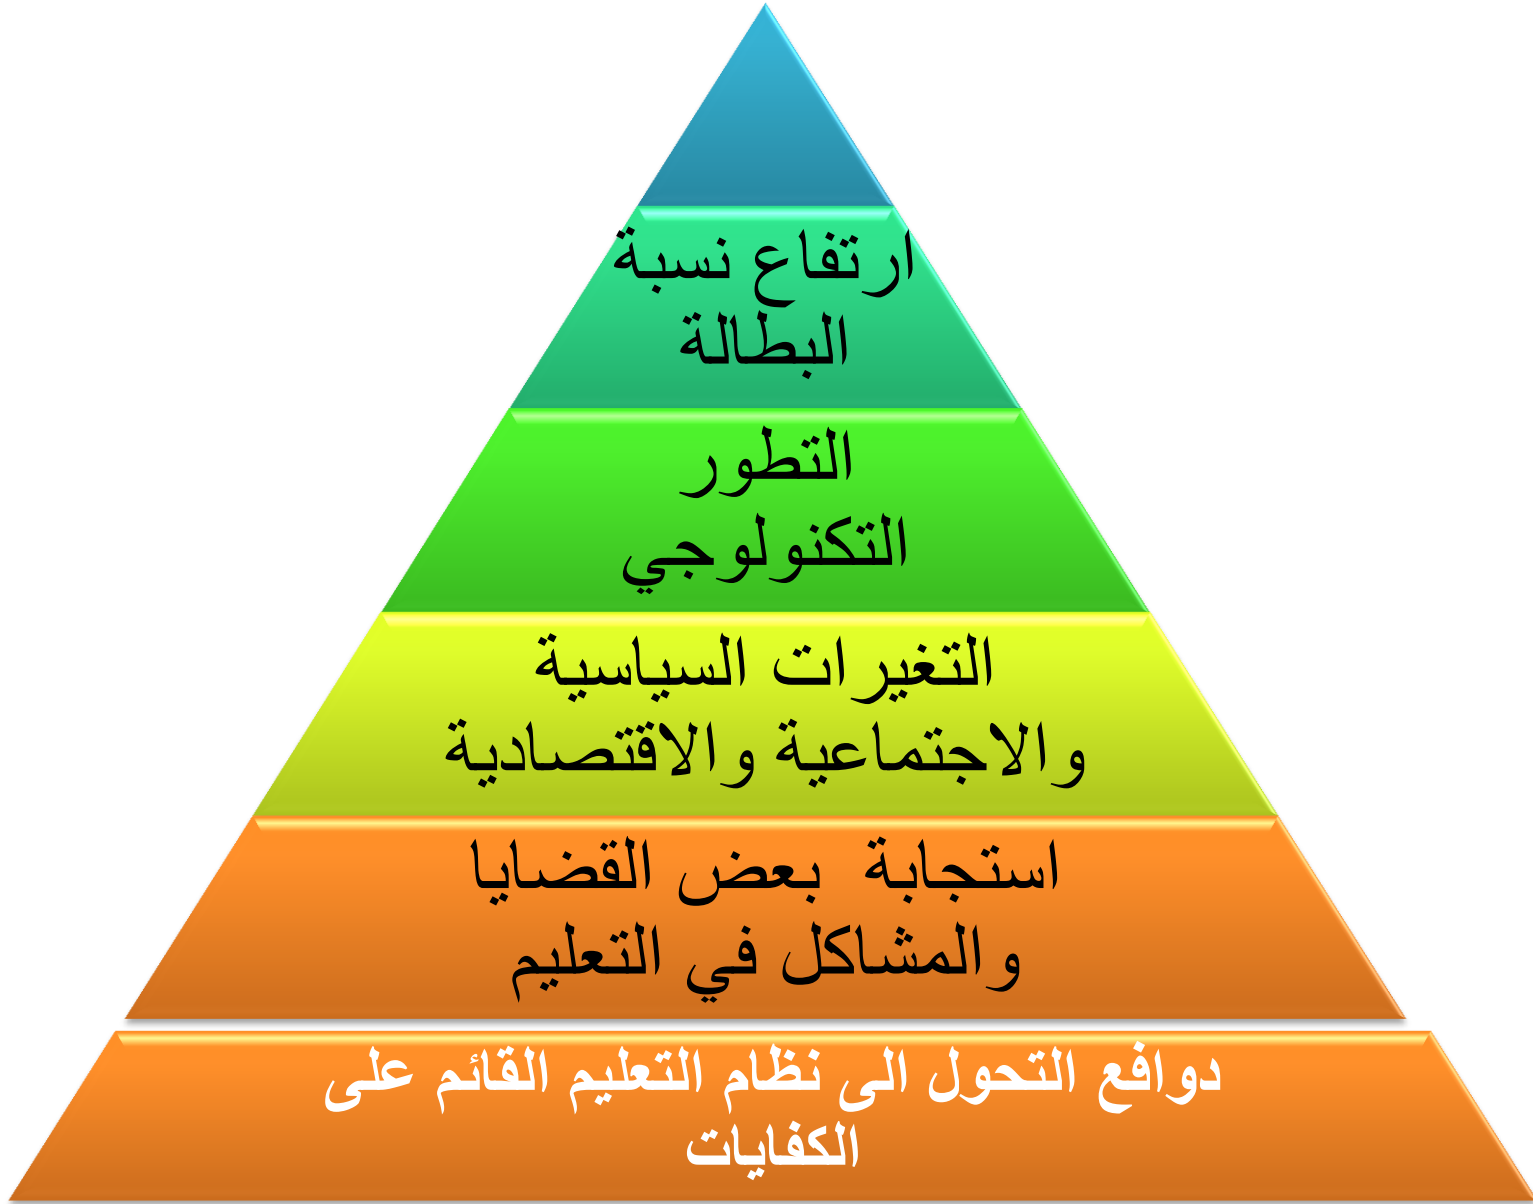 ارتفاع نسبة
البطالة
التطور
التكنولوجي
التغيرات السياسية
والاجتماعية والاقتصادية
استجابة  بعض القضايا
والمشاكل في التعليم
دوافع التحول الى نظام التعليم القائم على
الكفايات